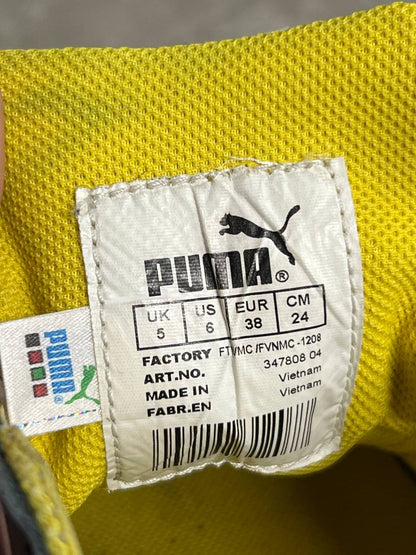 PUMA®
UK US EUR CM
5 6 38 24
FACTORY FTVMC /FVNMC -1208
ART.NO. 347808 04
MADE IN Vietnam
FABR.EN Vietnam
PUMA